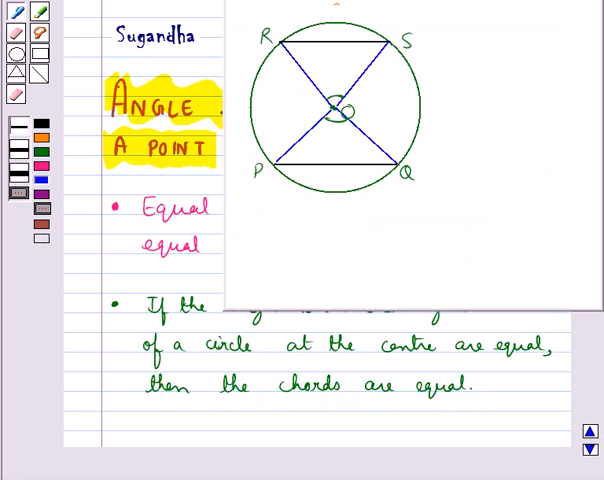 Sugandha
ANGLE
A POINT
• Equal
equal
• If the
of a circle at the centre are equal,
then the chords are equal.
R
S
O
P
Q